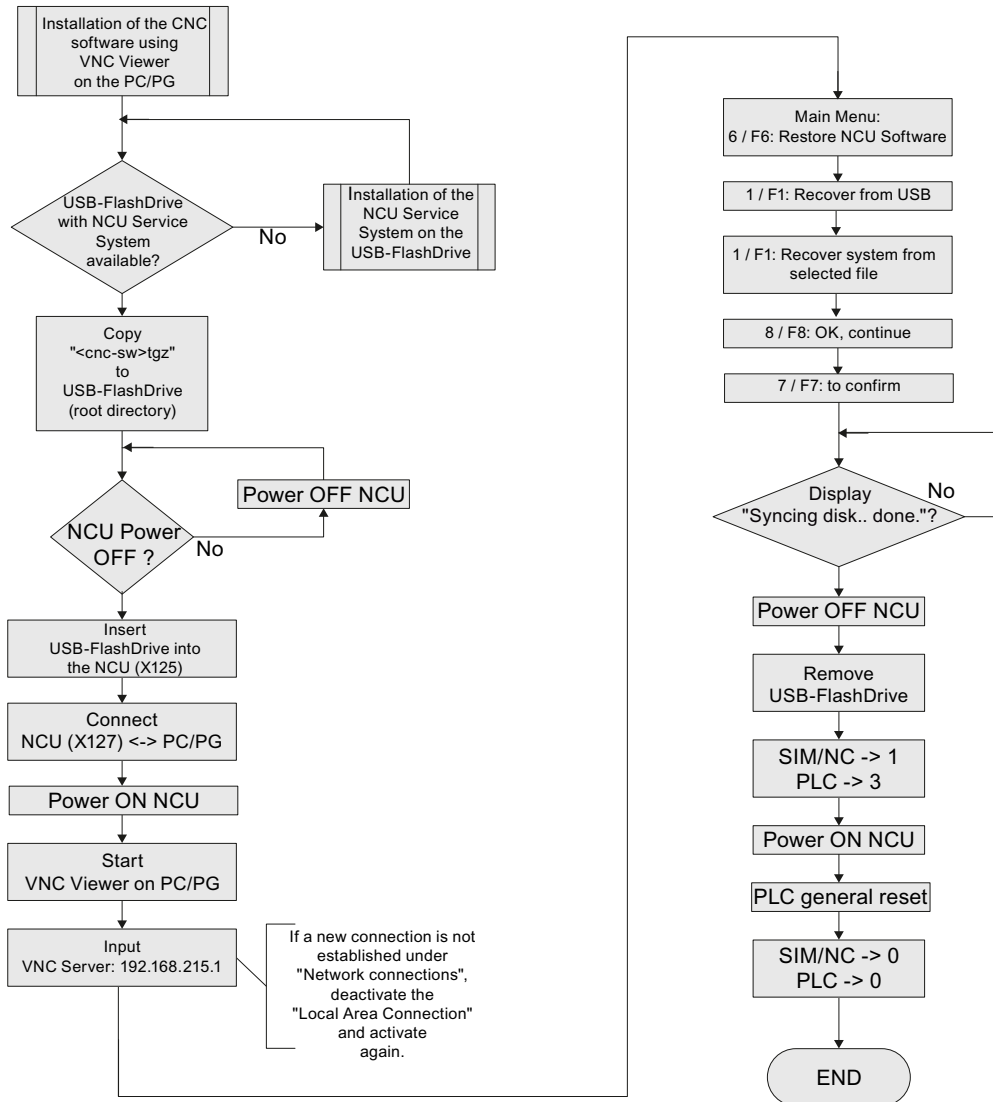 Installation of the CNC
software using
VNC Viewer
on the PC/PG
USB-FlashDrive
with NCU Service
System
available?
No
Installation of the
NCU Service
System on the
USB-FlashDrive
Copy
"<cnc-sw>tgz"
to
USB-FlashDrive
(root directory)
Power OFF NCU
NCU Power
OFF ?
No
Insert
USB-FlashDrive into
the NCU (X125)
Connect
NCU (X127) <-> PC/PG
Power ON NCU
Start
VNC Viewer on PC/PG
Input
VNC Server: 192.168.215.1
If a new connection is not
established under
"Network connections",
deactivate the
"Local Area Connection"
and activate
again.
Main Menu:
6 / F6: Restore NCU Software
1 / F1: Recover from USB
1 / F1: Recover system from
selected file
8 / F8: OK, continue
7 / F7: to confirm
Display
"Syncing disk.. done."?
No
Power OFF NCU
Remove
USB-FlashDrive
SIM/NC -> 1
PLC -> 3
Power ON NCU
PLC general reset
SIM/NC -> 0
PLC -> 0
END